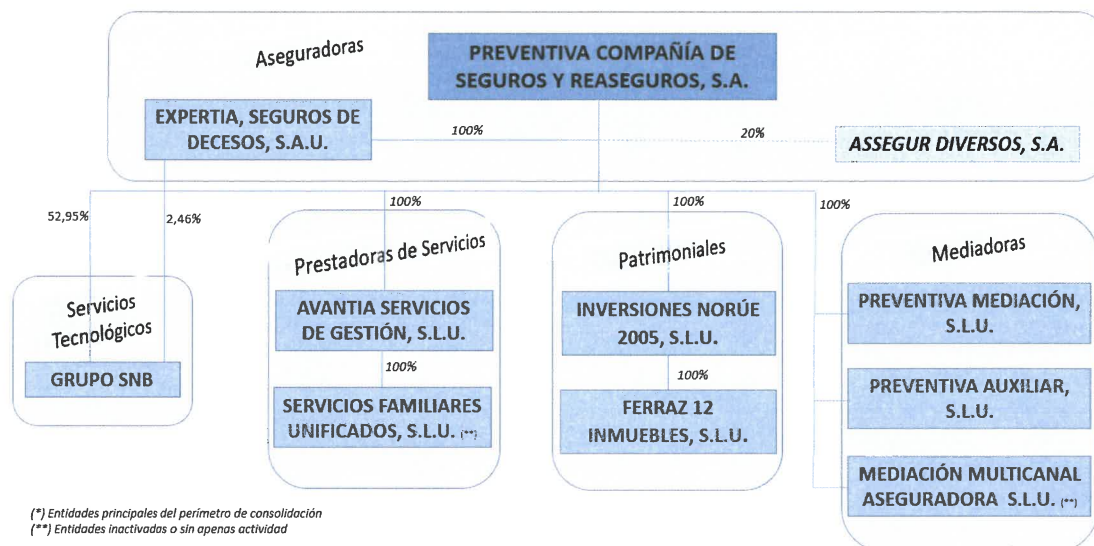 Aseguradoras
PREVENTIVA COMPAÑÍA DE
SEGUROS Y REASEGUROS, S.A.
EXPERTIA, SEGUROS DE
DECESOS, S.A.U.
100%
20%
ASSEGUR DIVERSOS, S.A.
52,95%
2,46%
100%
100%
100%
Servicios
Tecnológicos
GRUPO SNB
Prestadoras de Servicios
AVANTIA SERVICIOS
DE GESTIÓN, S.L.U.
100%
SERVICIOS FAMILIARES
UNIFICADOS, S.L.U. (**)
Patrimoniales
INVERSIONES NORÚE
2005, S.L.U.
100%
FERRAZ 12
INMUEBLES, S.L.U.
Mediadoras
PREVENTIVA MEDIACIÓN,
S.L.U.
PREVENTIVA AUXILIAR,
S.L.U.
MEDIACIÓN MULTICANAL
ASEGURADORA S.L.U. (**)
(*) Entidades principales del perímetro de consolidación
(**) Entidades inactivadas o sin apenas actividad